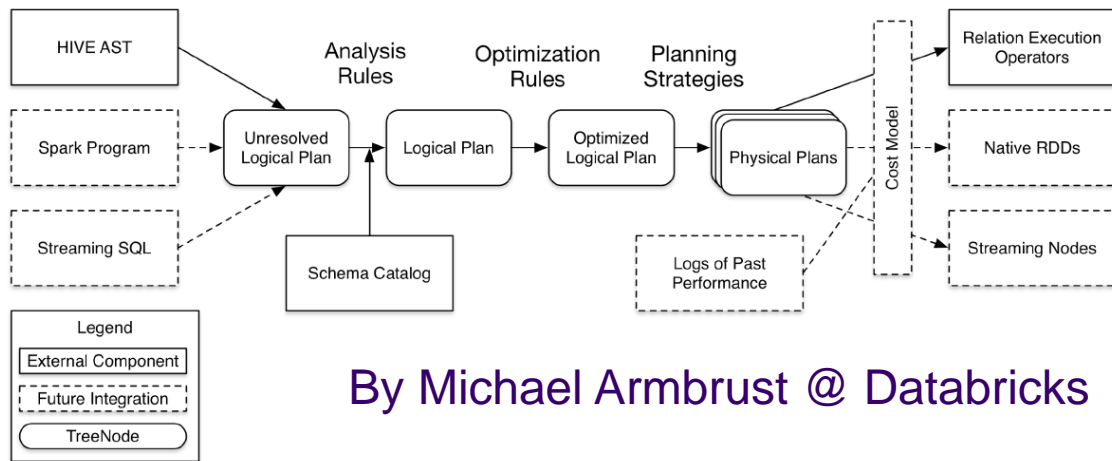 HIVE AST
Spark Program
Streaming SQL
Analysis
Rules
Optimization
Rules
Planning
Strategies
Unresolved
Logical Plan
Logical Plan
Optimized
Logical Plan
Physical Plans
Schema Catalog
Logs of Past
Performance
Cost Model
Relation Execution
Operators
Native RDDs
Streaming Nodes
Legend
External Component
Future Integration
TreeNode
By Michael Armbrust @ Databricks